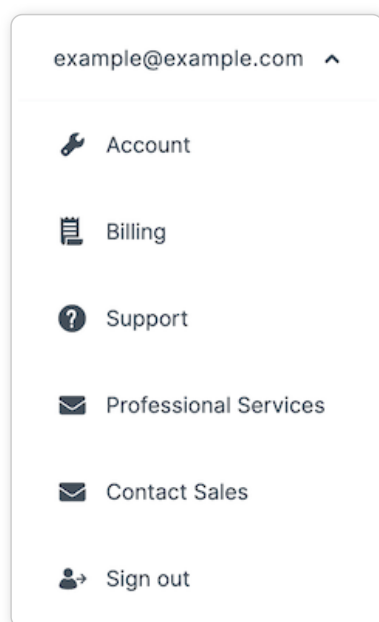 example@example.com
Account
Billing
Support
Professional Services
Contact Sales
Sign out